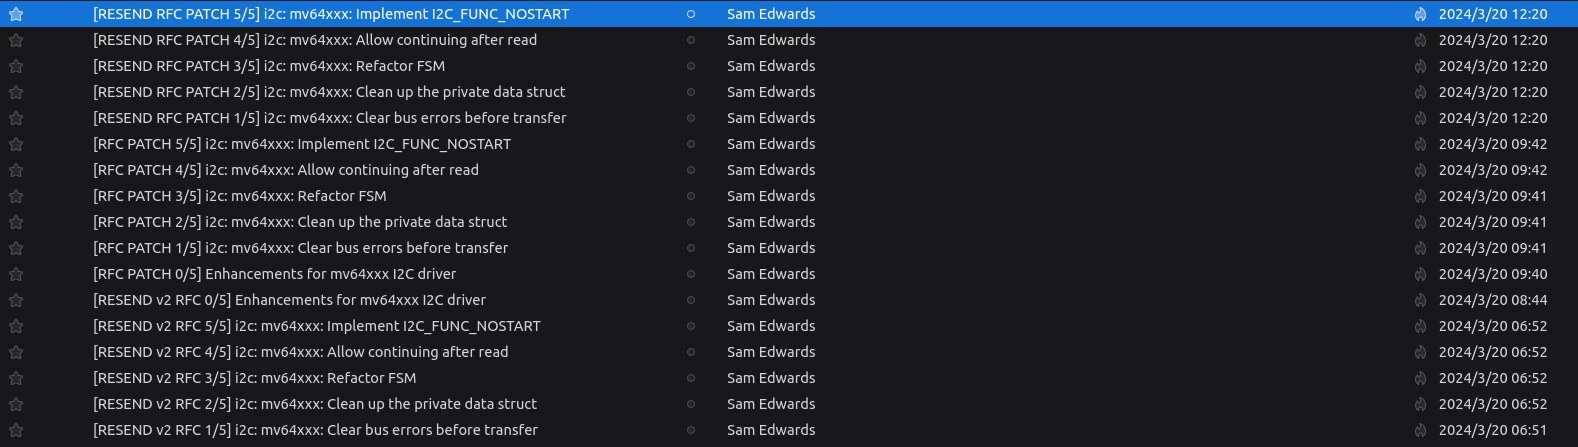 [RESEND RFC PATCH 5/5] i2c: mv64xxx: Implement I2C_FUNC_NOSTART Sam Edwards 2024/3/20 12:20
[RESEND RFC PATCH 4/5] i2c: mv64xxx: Allow continuing after read Sam Edwards 2024/3/20 12:20
[RESEND RFC PATCH 3/5] i2c: mv64xxx: Refactor FSM Sam Edwards 2024/3/20 12:20
[RESEND RFC PATCH 2/5] i2c: mv64xxx: Clean up the private data struct Sam Edwards 2024/3/20 12:20
[RESEND RFC PATCH 1/5] i2c: mv64xxx: Clear bus errors before transfer Sam Edwards 2024/3/20 12:20
[RFC PATCH 5/5] i2c: mv64xxx: Implement I2C_FUNC_NOSTART Sam Edwards 2024/3/20 09:42
[RFC PATCH 4/5] i2c: mv64xxx: Allow continuing after read Sam Edwards 2024/3/20 09:42
[RFC PATCH 3/5] i2c: mv64xxx: Refactor FSM Sam Edwards 2024/3/20 09:41
[RFC PATCH 2/5] i2c: mv64xxx: Clean up the private data struct Sam Edwards 2024/3/20 09:41
[RFC PATCH 1/5] i2c: mv64xxx: Clear bus errors before transfer Sam Edwards 2024/3/20 09:41
[RFC PATCH 0/5] Enhancements for mv64xxx I2C driver Sam Edwards 2024/3/20 09:40
[RESEND v2 RFC 0/5] Enhancements for mv64xxx I2C driver Sam Edwards 2024/3/20 08:44
[RESEND v2 RFC 5/5] i2c: mv64xxx: Implement I2C_FUNC_NOSTART Sam Edwards 2024/3/20 06:52
[RESEND v2 RFC 4/5] i2c: mv64xxx: Allow continuing after read Sam Edwards 2024/3/20 06:52
[RESEND v2 RFC 3/5] i2c: mv64xxx: Refactor FSM Sam Edwards 2024/3/20 06:52
[RESEND v2 RFC 2/5] i2c: mv64xxx: Clean up the private data struct Sam Edwards 2024/3/20 06:52
[RESEND v2 RFC 1/5] i2c: mv64xxx: Clear bus errors before transfer Sam Edwards 2024/3/20 06:51